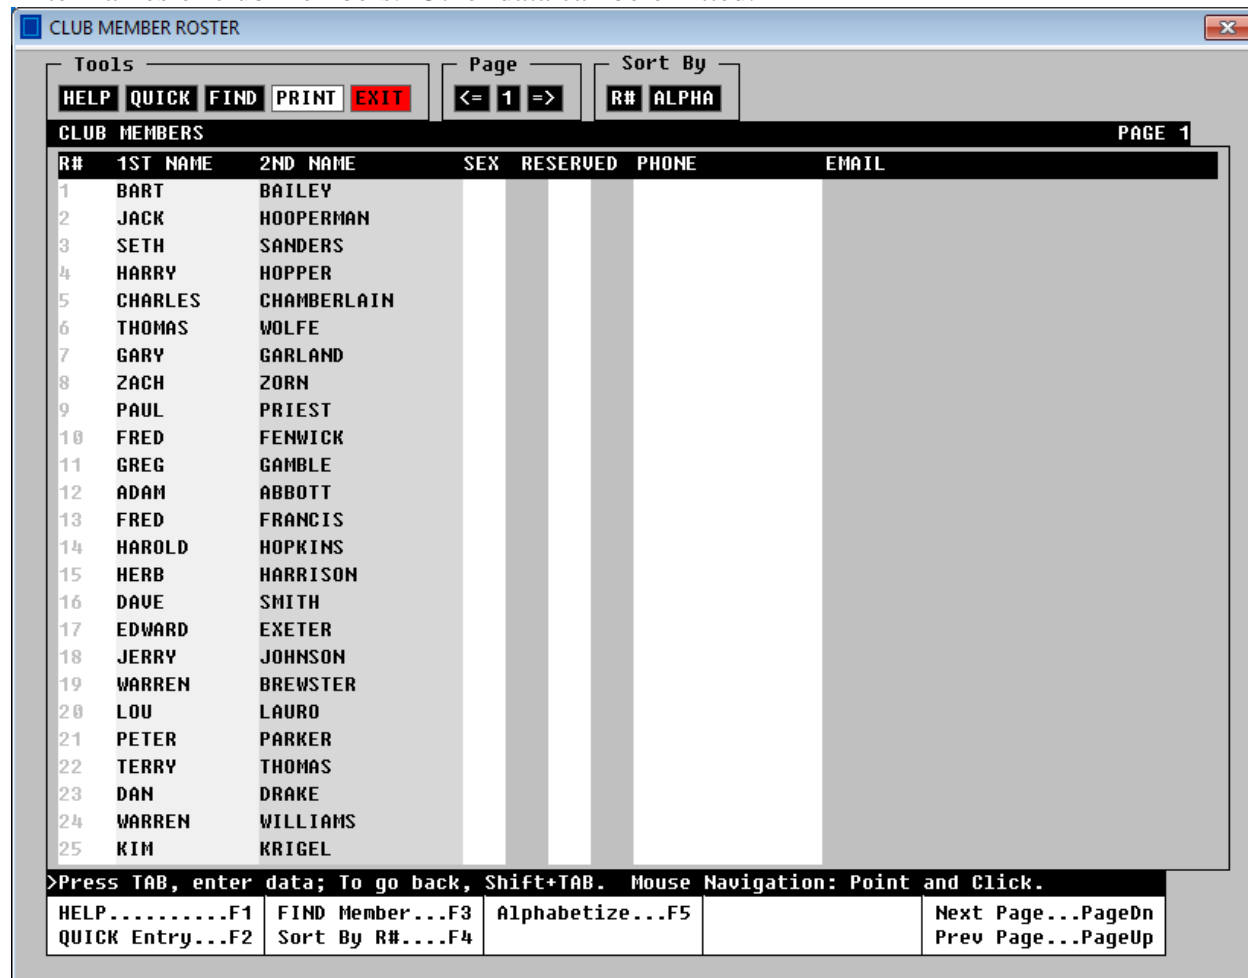 CLUB MEMBER ROSTER
Tools Page Sort By
HELP QUICK FIND PRINT EXIT <= 1 => R# ALPHA
CLUB MEMBERS PAGE 1
R# 1ST NAME 2ND NAME SEX RESERVED PHONE EMAIL
1 BART BAILEY
2 JACK HOOPERMAN
3 SETH SANDERS
4 HARRY HOPPER
5 CHARLES CHAMBERLAIN
6 THOMAS WOLFE
7 GARY GARLAND
8 ZACH ZORN
9 PAUL PRIEST
10 FRED FENWICK
11 GREG GAMBLE
12 ADAM ABBOTT
13 FRED FRANCIS
14 HAROLD HOPKINS
15 HERB HARRISON
16 DAVE SMITH
17 EDWARD EXETER
18 JERRY JOHNSON
19 WARREN BREWSTER
20 LOU LAURO
21 PETER PARKER
22 TERRY THOMAS
23 DAN DRAKE
24 WARREN WILLIAMS
25 KIM KRIGEL
>Press TAB, enter data; To go back, Shift+TAB. Mouse Navigation: Point and Click.
HELP..........F1 FIND Member...F3 Alphabetize...F5 Next Page...PageDn
QUICK Entry...F2 Sort By R#....F4 Prev Page...PageUp